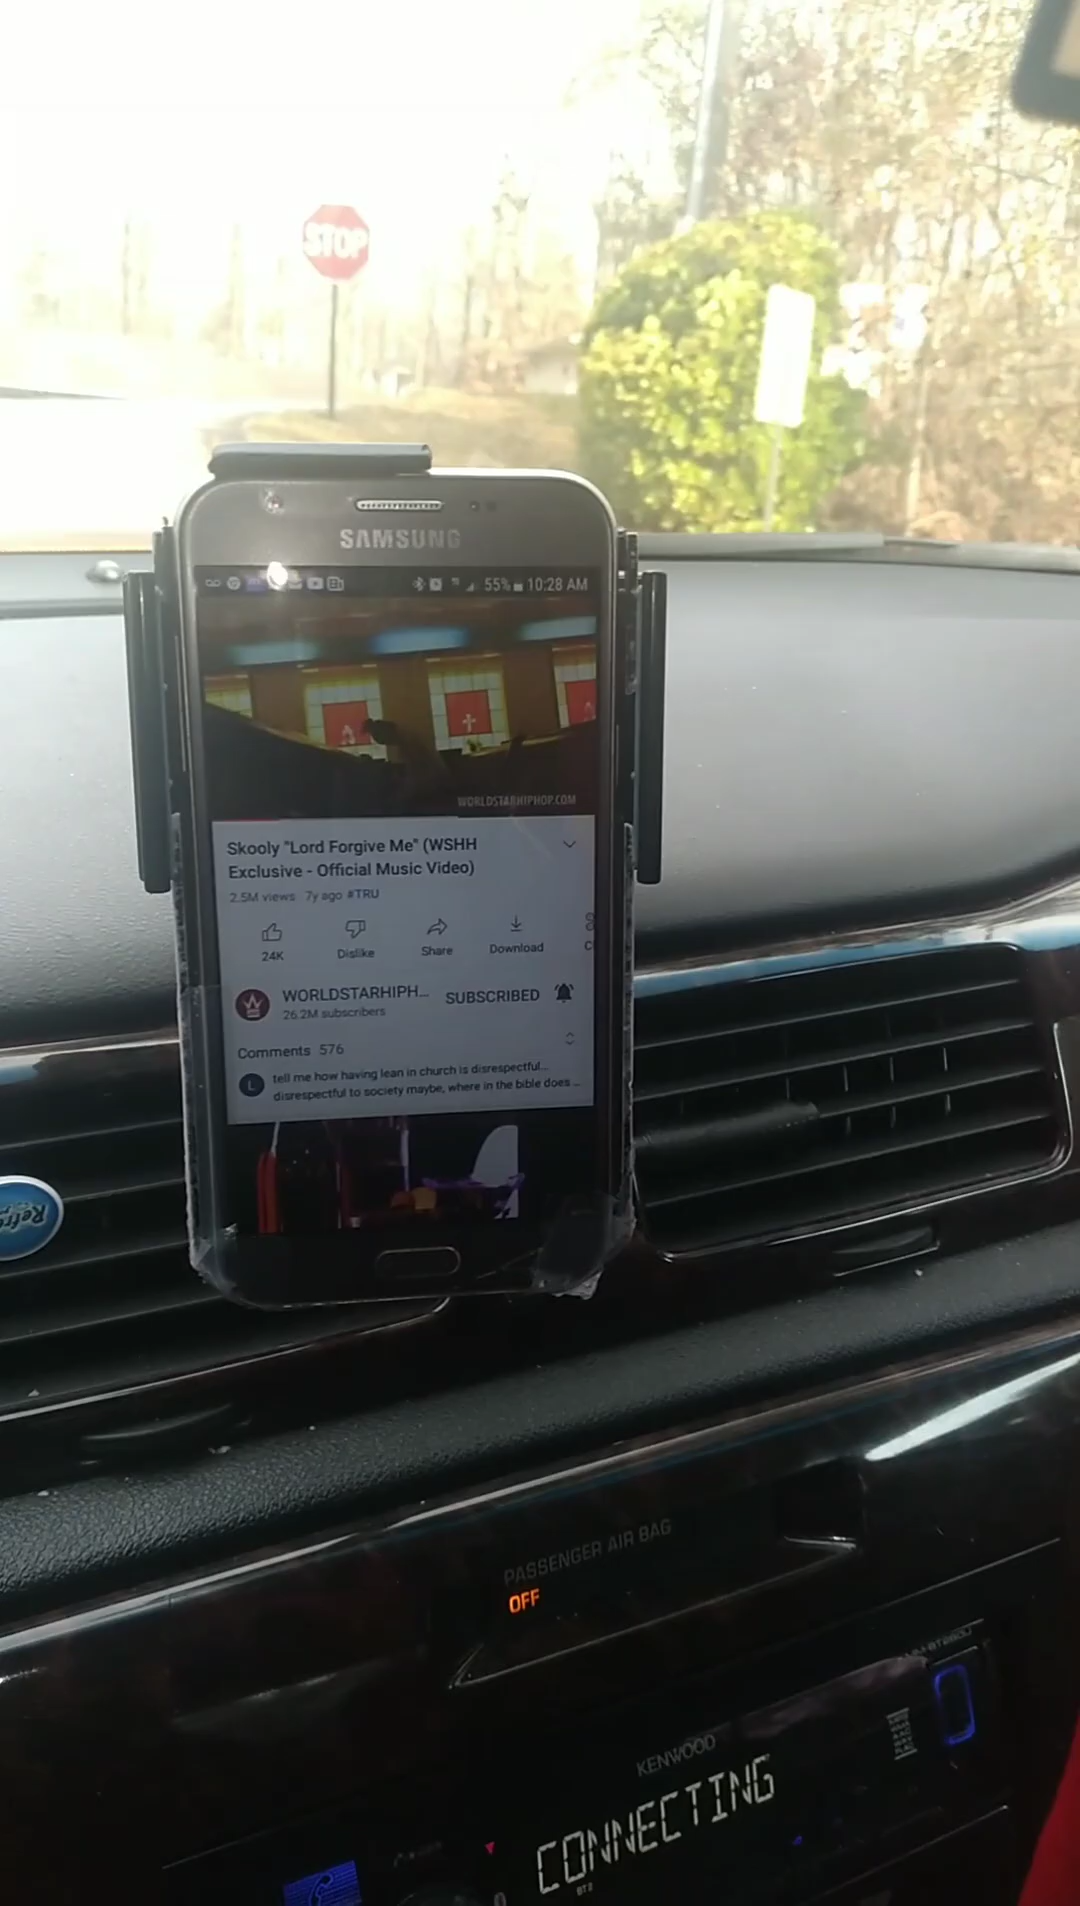 STOP
SAMSUNG
55% 10:28 AM
WORLDSTARHIPHOP.COM
Skooly "Lord Forgive Me" (WSHH
Exclusive - Official Music Video)
2.5M views 7y ago #TRU
24K Dislike Share Download
WORLDSTARHIPH... SUBSCRIBED
26.2M subscribers
Comments 576
L tell me how having lean in church is disrespectful...
disrespectful to society maybe, where in the bible does ...
PASSENGER AIR BAG
OFF
KENWOOD
CONNECTING
BT2